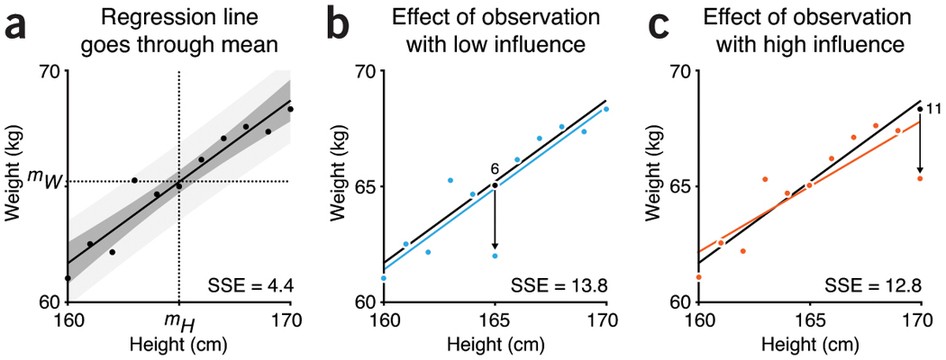 a
Regression line
goes through mean
70
mW
60
Weight (kg)
SSE = 4.4
160
mH
170
Height (cm)
b
Effect of observation
with low influence
70
65
60
Weight (kg)
6
SSE = 13.8
160
165
170
Height (cm)
c
Effect of observation
with high influence
70
65
60
Weight (kg)
11
SSE = 12.8
160
165
170
Height (cm)